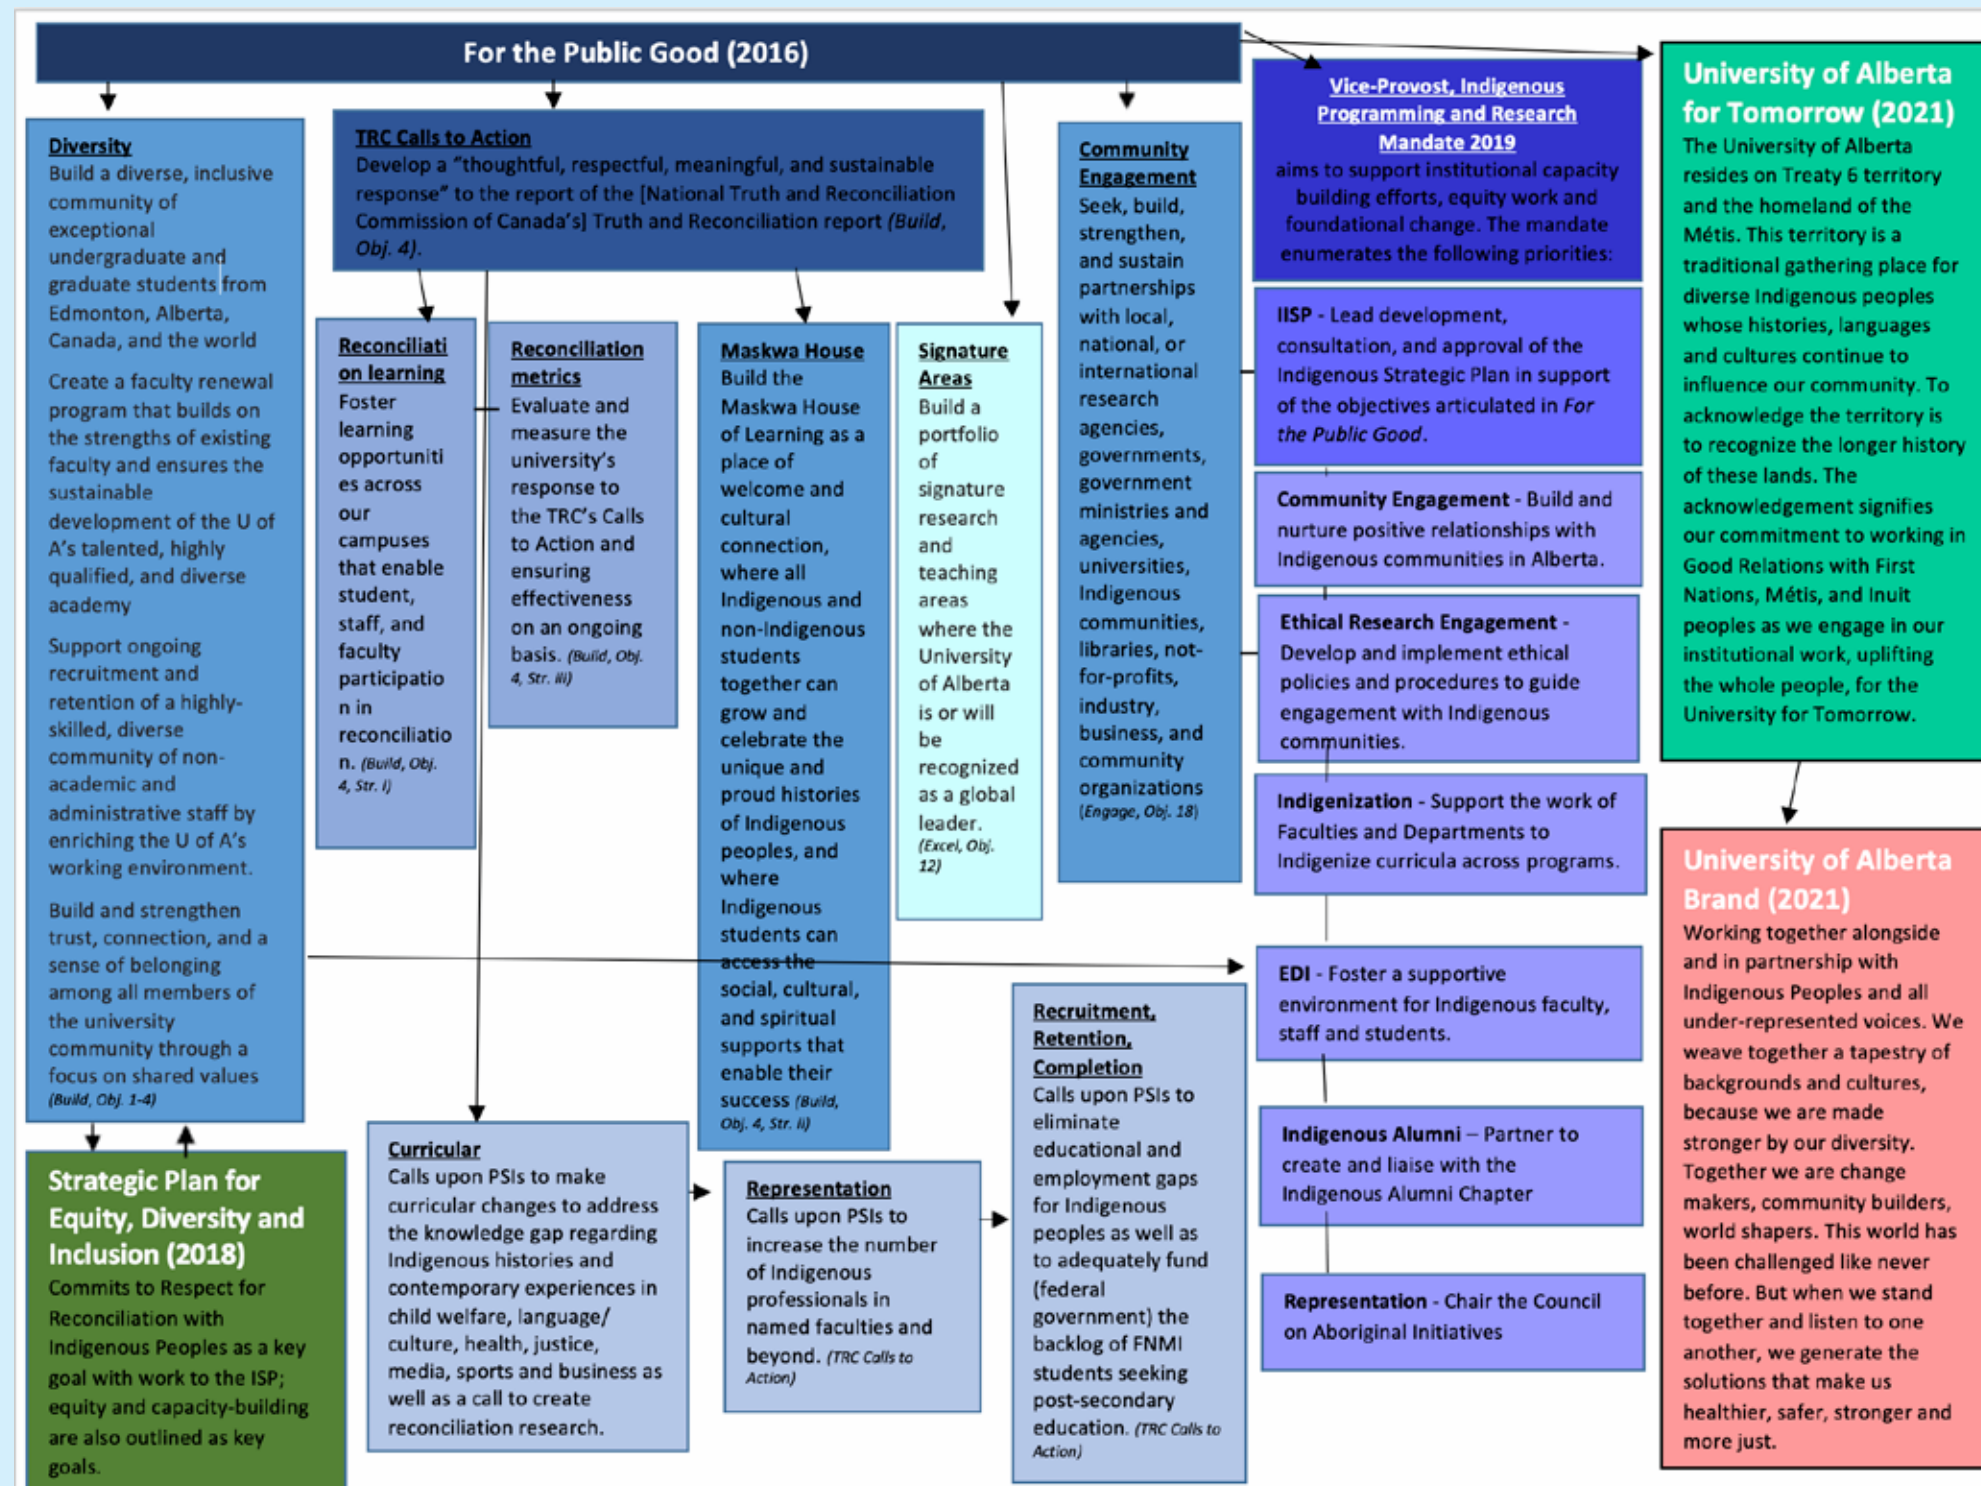 For the Public Good (2016)
Diversity
Build a diverse, inclusive
community of
exceptional
undergraduate and
graduate students from
Edmonton, Alberta,
Canada, and the world
Create a faculty renewal
program that builds on
the strengths of existing
faculty and ensures the
sustainable
development of the U of
A's talented, highly
qualified, and diverse
academy
Support ongoing
recruitment and
retention of a highly-
skilled, diverse
community of non-
academic and
administrative staff by
enriching the U of A's
working environment.
Build and strengthen
trust, connection, and a
sense of belonging
among all members of
the university
community through a
focus on shared values
(Build, Obj. 1-4)
Strategic Plan for
Equity, Diversity and
Inclusion (2018)
Commits to Respect for
Reconciliation with
Indigenous Peoples as a key
goal with work to the ISP;
equity and capacity-building
are also outlined as key
goals.
TRC Calls to Action
Develop a "thoughtful, respectful, meaningful, and sustainable
response" to the report of the [National Truth and Reconciliation
Commission of Canada's] Truth and Reconciliation report (Build,
Obj. 4).
Reconciliati
on learning
Foster
learning
opportuniti
es across
our
campuses
that enable
student,
staff, and
faculty
participatio
n in
reconciliatio
n. (Build, Obj.
4, Str. i)
Reconciliation
metrics
Evaluate and
measure the
university's
response to
the TRC's Calls
to Action and
ensuring
effectiveness
on an ongoing
basis. (Build, Obj.
4, Str. iii)
Maskwa House
Build the
Maskwa House
of Learning as a
place of
welcome and
cultural
connection,
where all
Indigenous and
non-Indigenous
students
together can
grow and
celebrate the
unique and
proud histories
of Indigenous
peoples, and
where
Indigenous
students can
access the
social, cultural,
and spiritual
supports that
enable their
success (Build,
Obj. 4, Str. ii)
Signature
Areas
Build a
portfolio
of
signature
research
and
teaching
areas
where the
University
of Alberta
is or will
be
recognized
as a global
leader.
(Excel, Obj.
12)
Community
Engagement
Seek, build,
strengthen,
and sustain
partnerships
with local,
national, or
international
research
agencies,
governments,
government
ministries and
agencies,
universities,
Indigenous
communities,
libraries, not-
for-profits,
industry,
business, and
community
organizations
(Engage, Obj. 18)
Curricular
Calls upon PSIs to make
curricular changes to address
the knowledge gap regarding
Indigenous histories and
contemporary experiences in
child welfare, language/
culture, health, justice,
media, sports and business as
well as a call to create
reconciliation research.
Representation
Calls upon PSIs to
increase the number
of Indigenous
professionals in
named faculties and
beyond. (TRC Calls to
Action)
Recruitment,
Retention,
Completion
Calls upon PSIs to
eliminate
educational and
employment gaps
for Indigenous
peoples as well as
to adequately fund
(federal
government) the
backlog of FNMI
students seeking
post-secondary
education. (TRC Calls to
Action)
Vice-Provost, Indigenous
Programming and Research
Mandate 2019
aims to support institutional capacity
building efforts, equity work and
foundational change. The mandate
enumerates the following priorities:
IISP - Lead development,
consultation, and approval of the
Indigenous Strategic Plan in support
of the objectives articulated in For
the Public Good.
Community Engagement - Build and
nurture positive relationships with
Indigenous communities in Alberta.
Ethical Research Engagement -
Develop and implement ethical
policies and procedures to guide
engagement with Indigenous
communities.
Indigenization - Support the work of
Faculties and Departments to
Indigenize curricula across programs.
EDI - Foster a supportive
environment for Indigenous faculty,
staff and students.
Indigenous Alumni – Partner to
create and liaise with the
Indigenous Alumni Chapter
Representation - Chair the Council
on Aboriginal Initiatives
University of Alberta
for Tomorrow (2021)
The University of Alberta
resides on Treaty 6 territory
and the homeland of the
Métis. This territory is a
traditional gathering place for
diverse Indigenous peoples
whose histories, languages
and cultures continue to
influence our community. To
acknowledge the territory is
to recognize the longer history
of these lands. The
acknowledgement signifies
our commitment to working in
Good Relations with First
Nations, Métis, and Inuit
peoples as we engage in our
institutional work, uplifting
the whole people, for the
University for Tomorrow.
University of Alberta
Brand (2021)
Working together alongside
and in partnership with
Indigenous Peoples and all
under-represented voices. We
weave together a tapestry of
backgrounds and cultures,
because we are made
stronger by our diversity.
Together we are change
makers, community builders,
world shapers. This world has
been challenged like never
before. But when we stand
together and listen to one
another, we generate the
solutions that make us
healthier, safer, stronger and
more just.